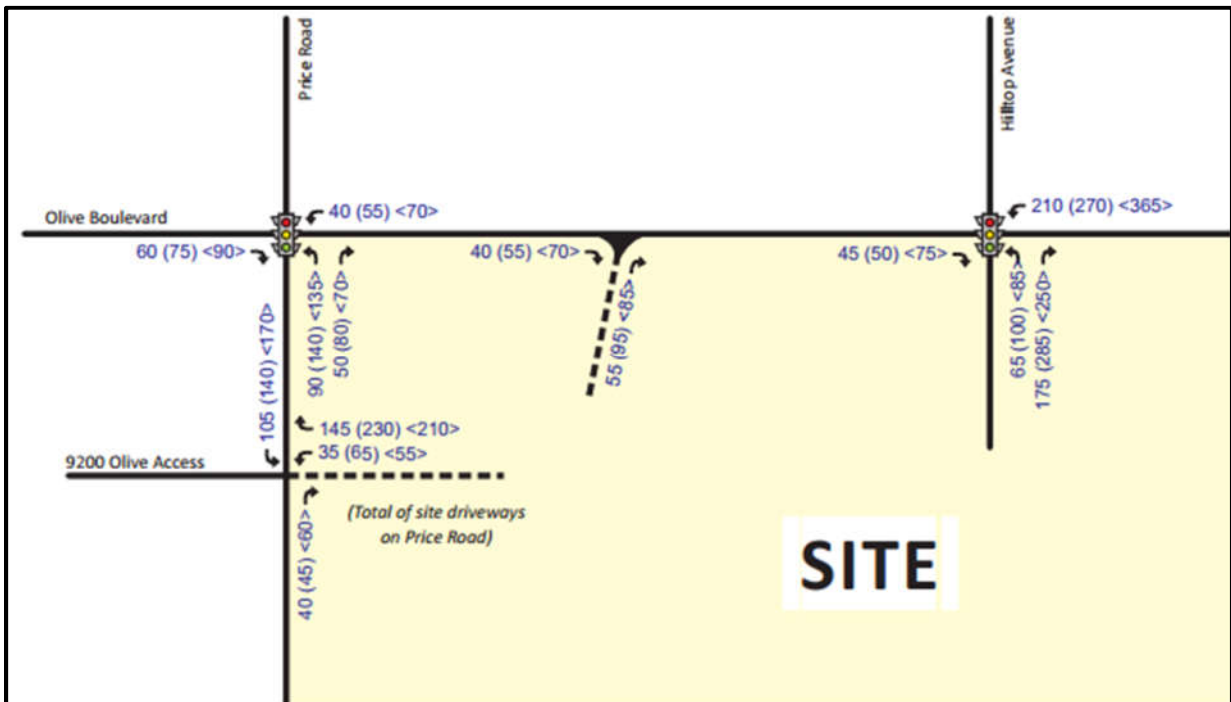 Price Road
Hilltop Avenue
40 (55) <70>
210 (270) <365>
Olive Boulevard
60 (75) <90>
40 (55) <70>
45 (50) <75>
90 (140) <135>
50 (80) <70>
55 (95) <85>
65 (100) <85>
175 (285) <250>
105 (140) <170>
145 (230) <210>
35 (65) <55>
9200 Olive Access
(Total of site driveways
on Price Road)
40 (45) <60>
SITE